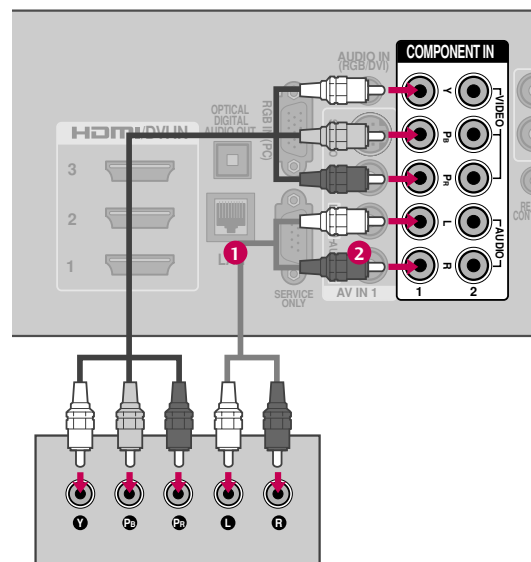 COMPONENT IN
AUDIO IN
(RGB/DVI)
OPTICAL
DIGITAL
AUDIO OUT
RGB IN (PC)
HDMI/DVI IN
3
2
1
Y
PB
PR
VIDEO
L
R
AUDIO
1
2
1
2
SERVICE
ONLY
AV IN 1
Y
PB
PR
L
R